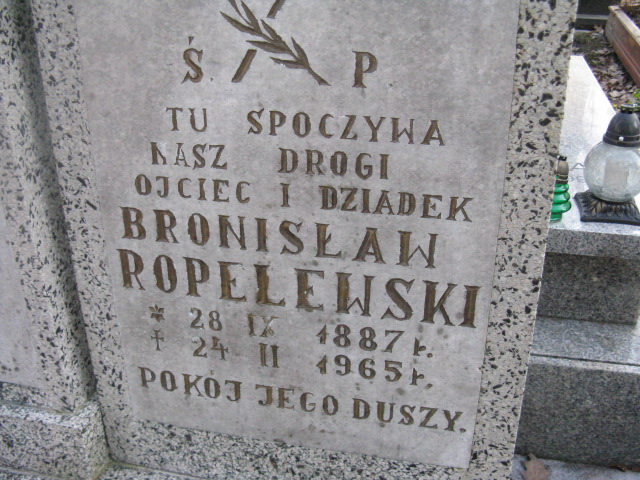 Ś. P
TU SPOCZYWA
NASZ DROGI
OJCIEC I DZIADEK
BRONISŁAW
ROPELEWSKI
* 28 IX 1887 r.
† 24 II 1965 r.
POKÓJ JEGO DUSZY.